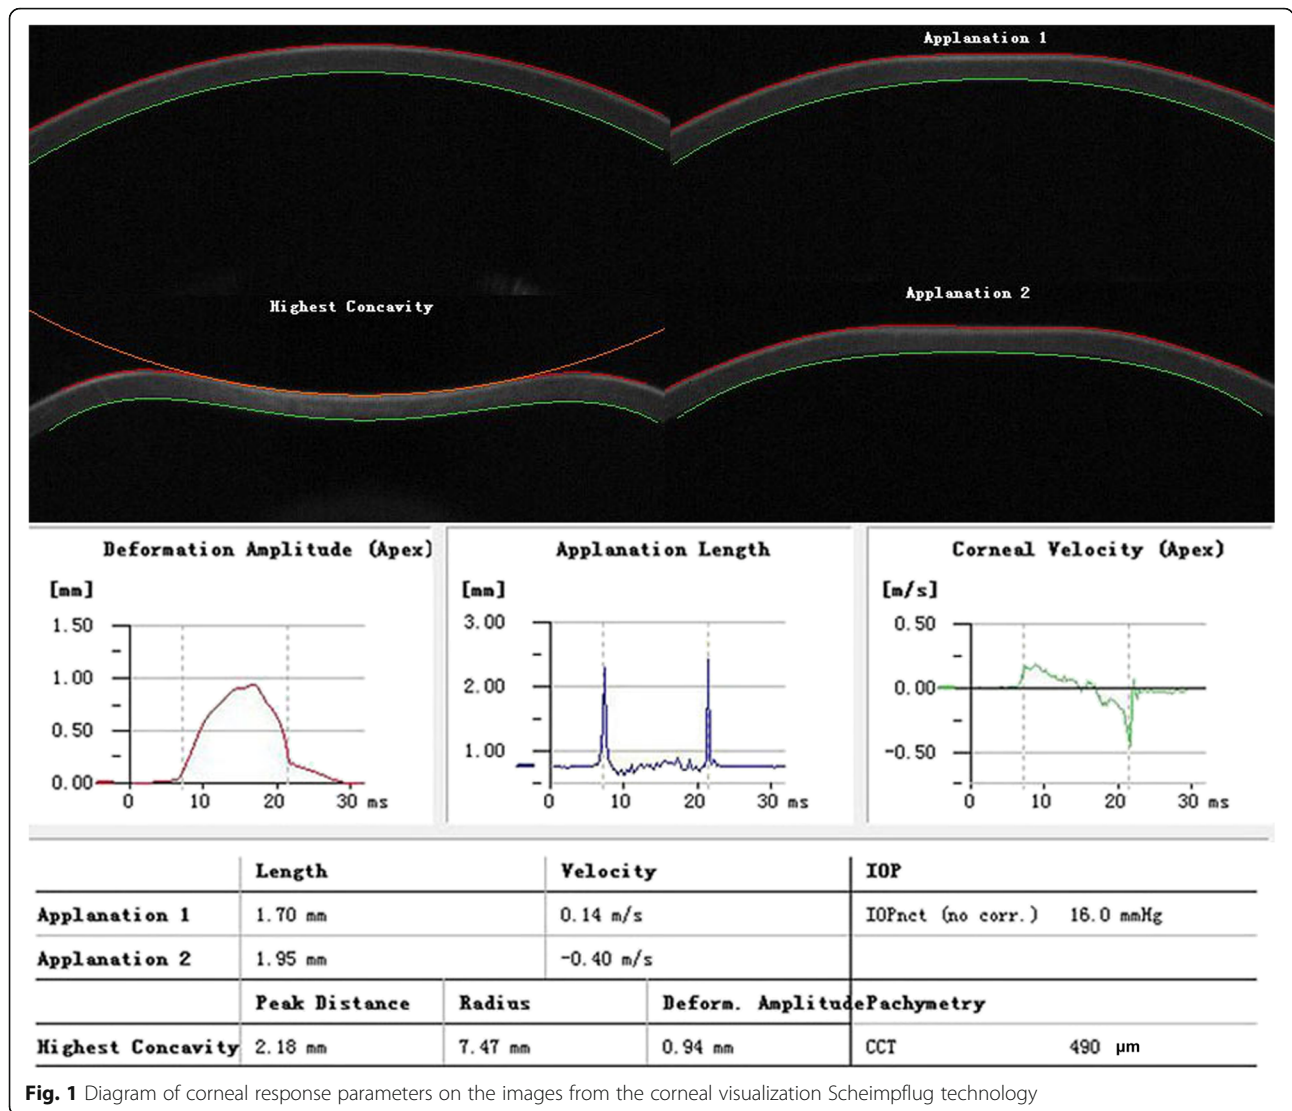 Applanation 1
Highest Concavity
Applanation 2
Deformation Amplitude (Apex)
[mm]
1.50
1.00
0.50
0.00
0 10 20 30 ms
Applanation Length
[mm]
3.00
2.00
1.00
0 10 20 30 ms
Corneal Velocity (Apex)
[m/s]
0.50
0.00
-0.50
0 10 20 30 ms
Length Velocity IOP
Applanation 1 1.70 mm 0.14 m/s IOPnct (no corr.) 16.0 mmHg
Applanation 2 1.95 mm -0.40 m/s
Peak Distance Radius Deform. Amplitude Pachymetry
Highest Concavity 2.18 mm 7.47 mm 0.94 mm CCT 490 μm
Fig. 1 Diagram of corneal response parameters on the images from the corneal visualization Scheimpflug technology